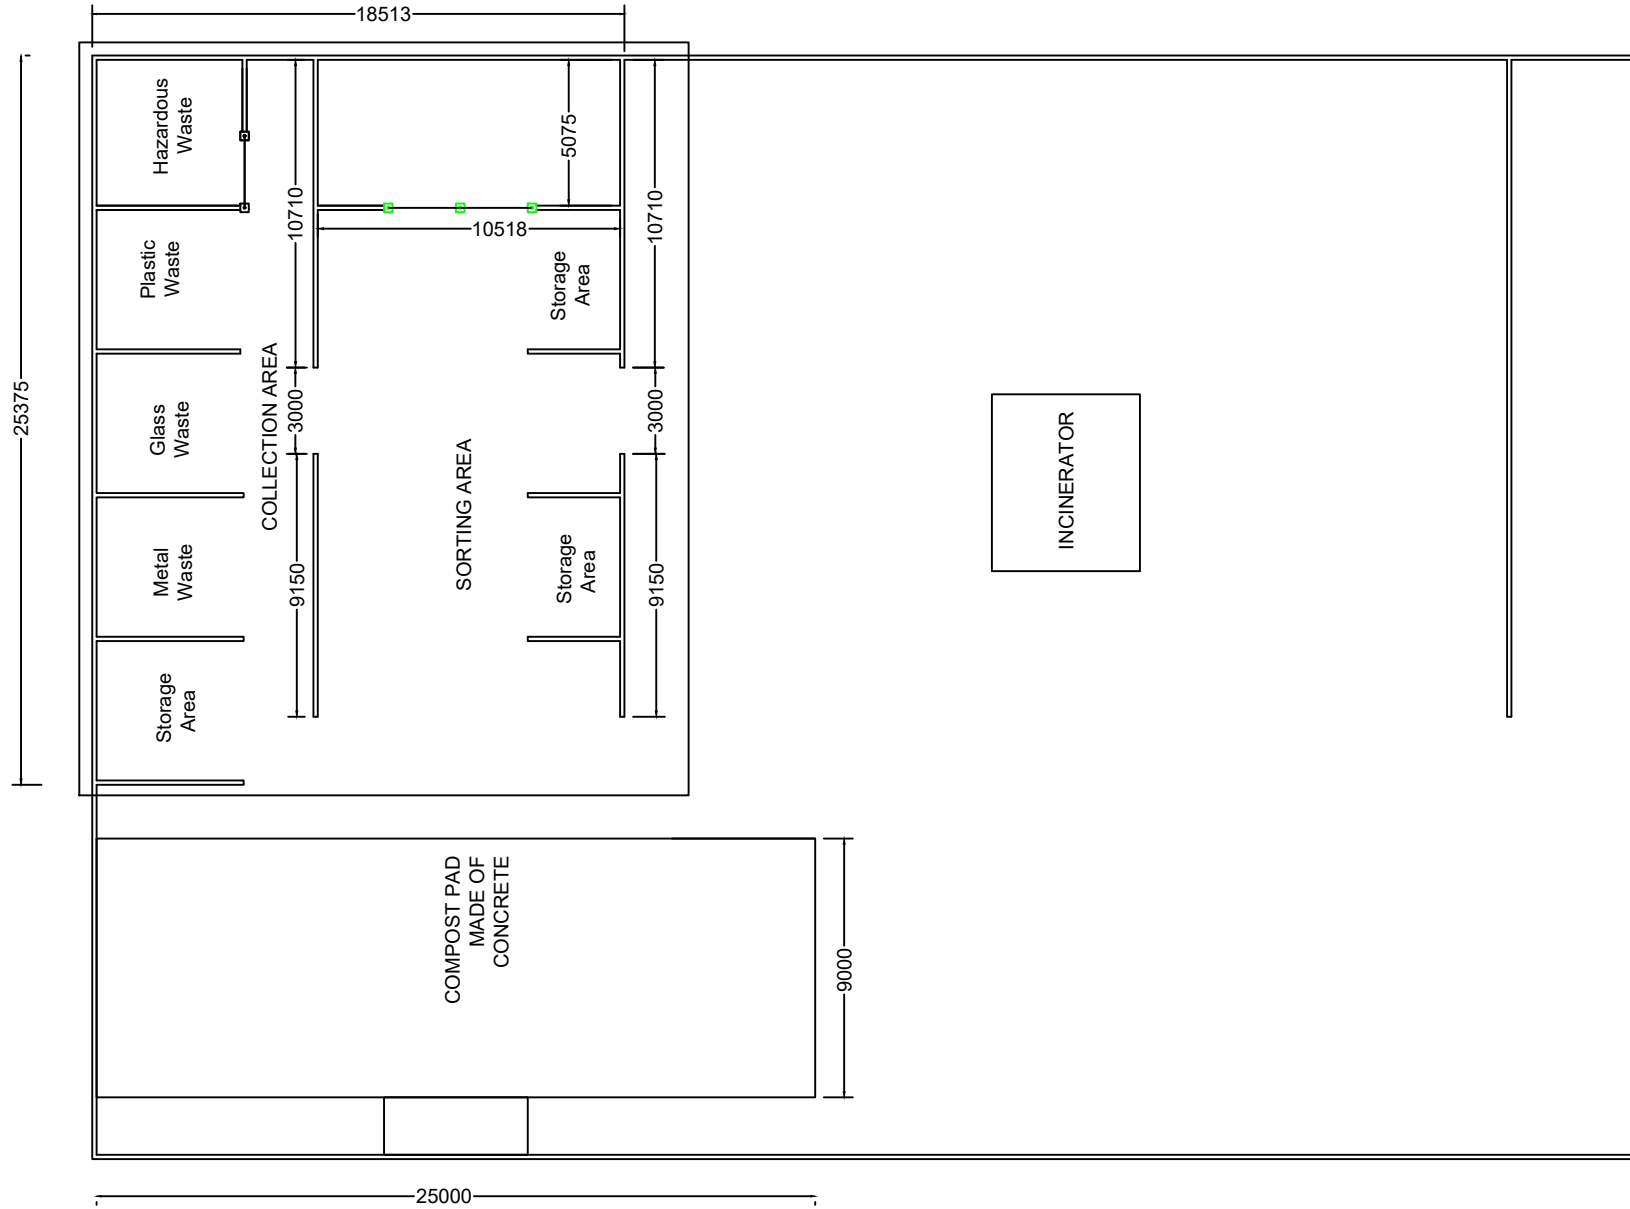 18513
25375
Hazardous
Waste
Plastic
Waste
Glass
Waste
Metal
Waste
Storage
Area
COLLECTION AREA
10710
3000
9150
5075
10518
Storage
Area
SORTING AREA
Storage
Area
10710
3000
9150
INCINERATOR
COMPOST PAD
MADE OF
CONCRETE
9000
25000